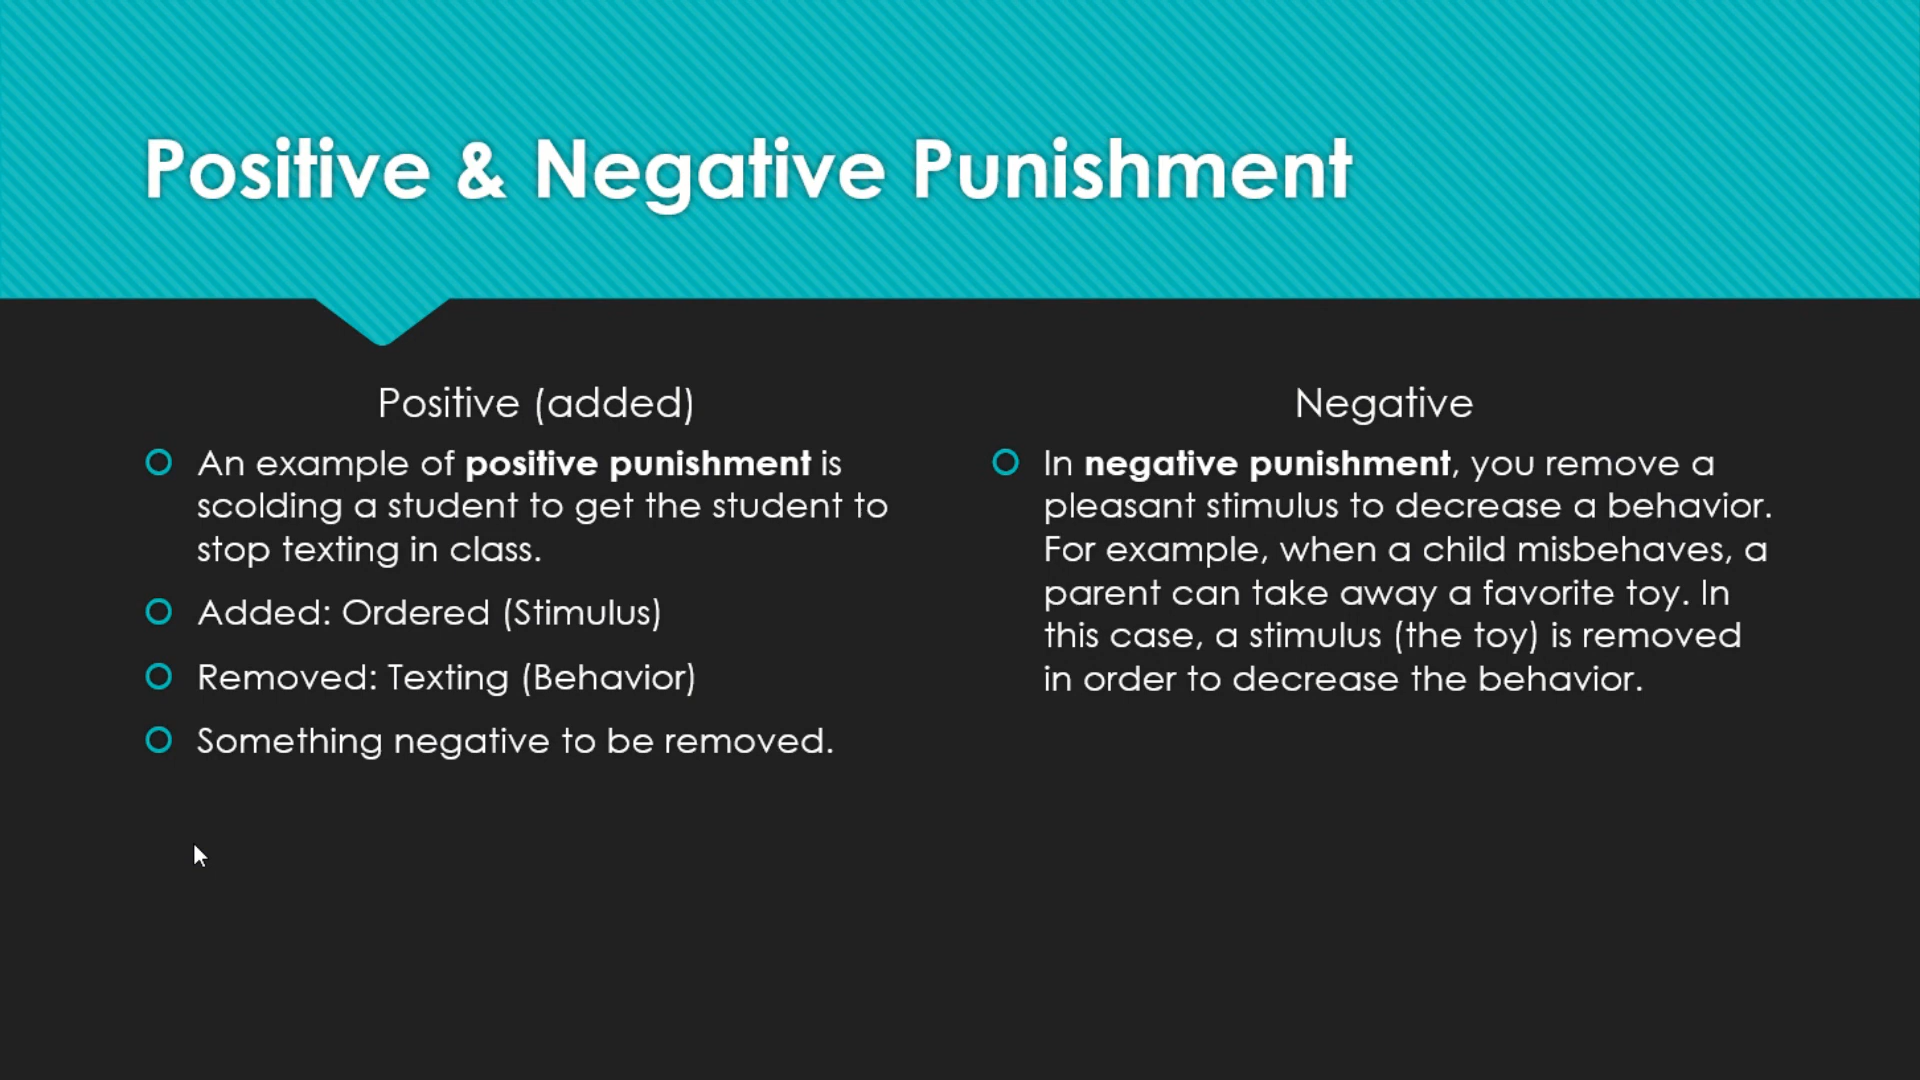 Positive & Negative Punishment
Positive (added)
An example of positive punishment is
scolding a student to get the student to
stop texting in class.
Added: Ordered (Stimulus)
Removed: Texting (Behavior)
Something negative to be removed.
Negative
In negative punishment, you remove a
pleasant stimulus to decrease a behavior.
For example, when a child misbehaves, a
parent can take away a favorite toy. In
this case, a stimulus (the toy) is removed
in order to decrease the behavior.